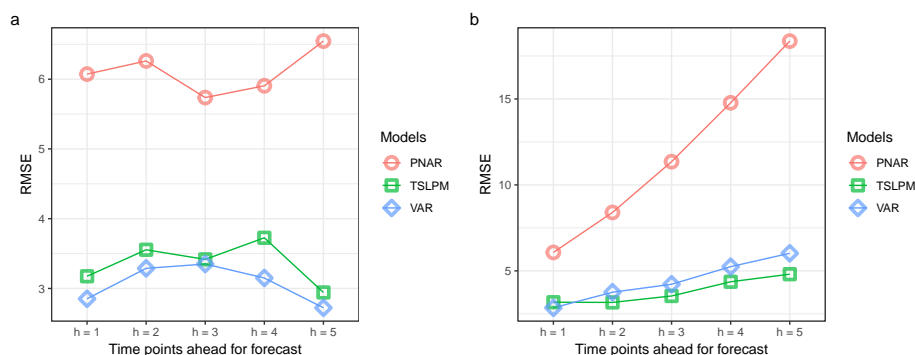 a
RMSE
6
5
4
3
h = 1
h = 2
h = 3
h = 4
h = 5
Time points ahead for forecast
Models
PNAR
TSLPM
VAR
b
RMSE
15
10
5
h = 1
h = 2
h = 3
h = 4
h = 5
Time points ahead for forecast
Models
PNAR
TSLPM
VAR